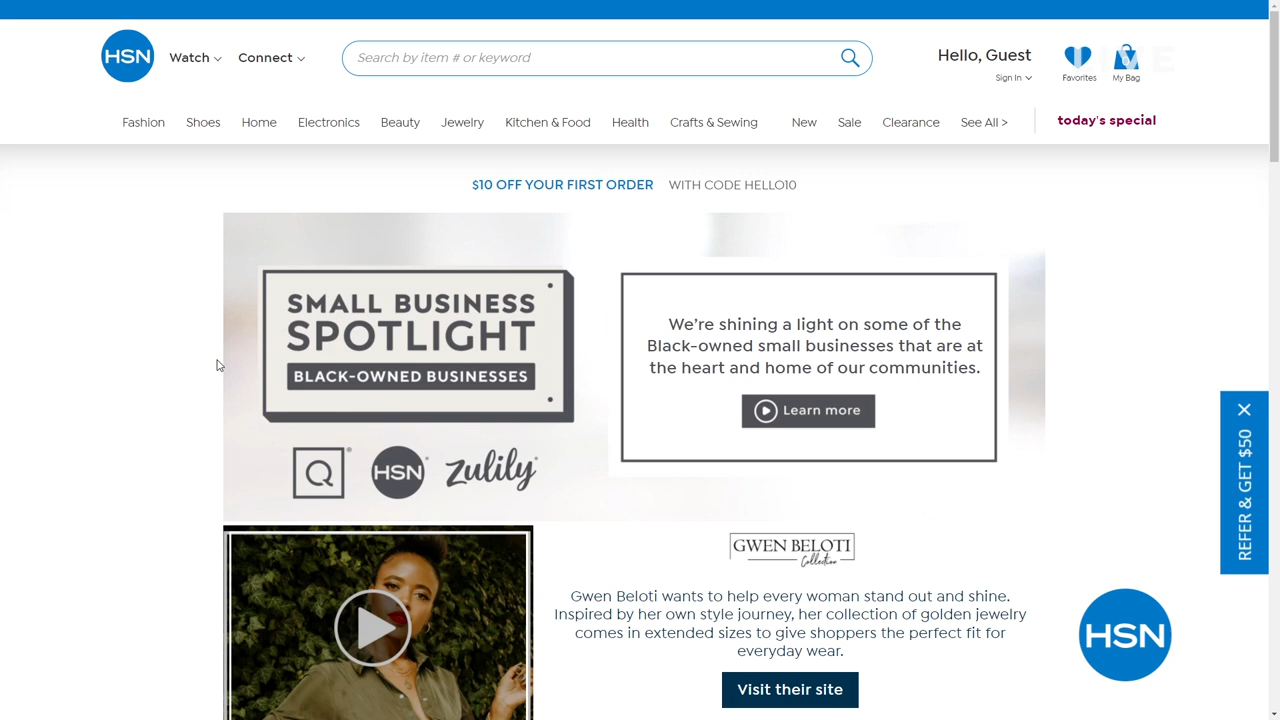 HSN
Watch
Connect
Search by item # or keyword
Hello, Guest
Sign In
Favorites
My Bag
Fashion
Shoes
Home
Electronics
Beauty
Jewelry
Kitchen & Food
Health
Crafts & Sewing
New
Sale
Clearance
See All >
today's special
$10 OFF YOUR FIRST ORDER WITH CODE HELLO10
SMALL BUSINESS
SPOTLIGHT
BLACK-OWNED BUSINESSES
Q®
HSN®
zulily®
We're shining a light on some of the
Black-owned small businesses that are at
the heart and home of our communities.
Learn more
REFER & GET $50
GWEN BELOTI
Collection
Gwen Beloti wants to help every woman stand out and shine.
Inspired by her own style journey, her collection of golden jewelry
comes in extended sizes to give shoppers the perfect fit for
everyday wear.
Visit their site
HSN